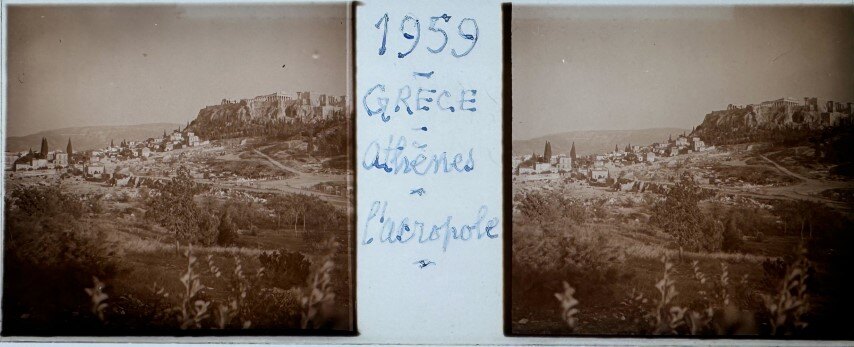 1959
GRÈCE
athènes
l'acropole